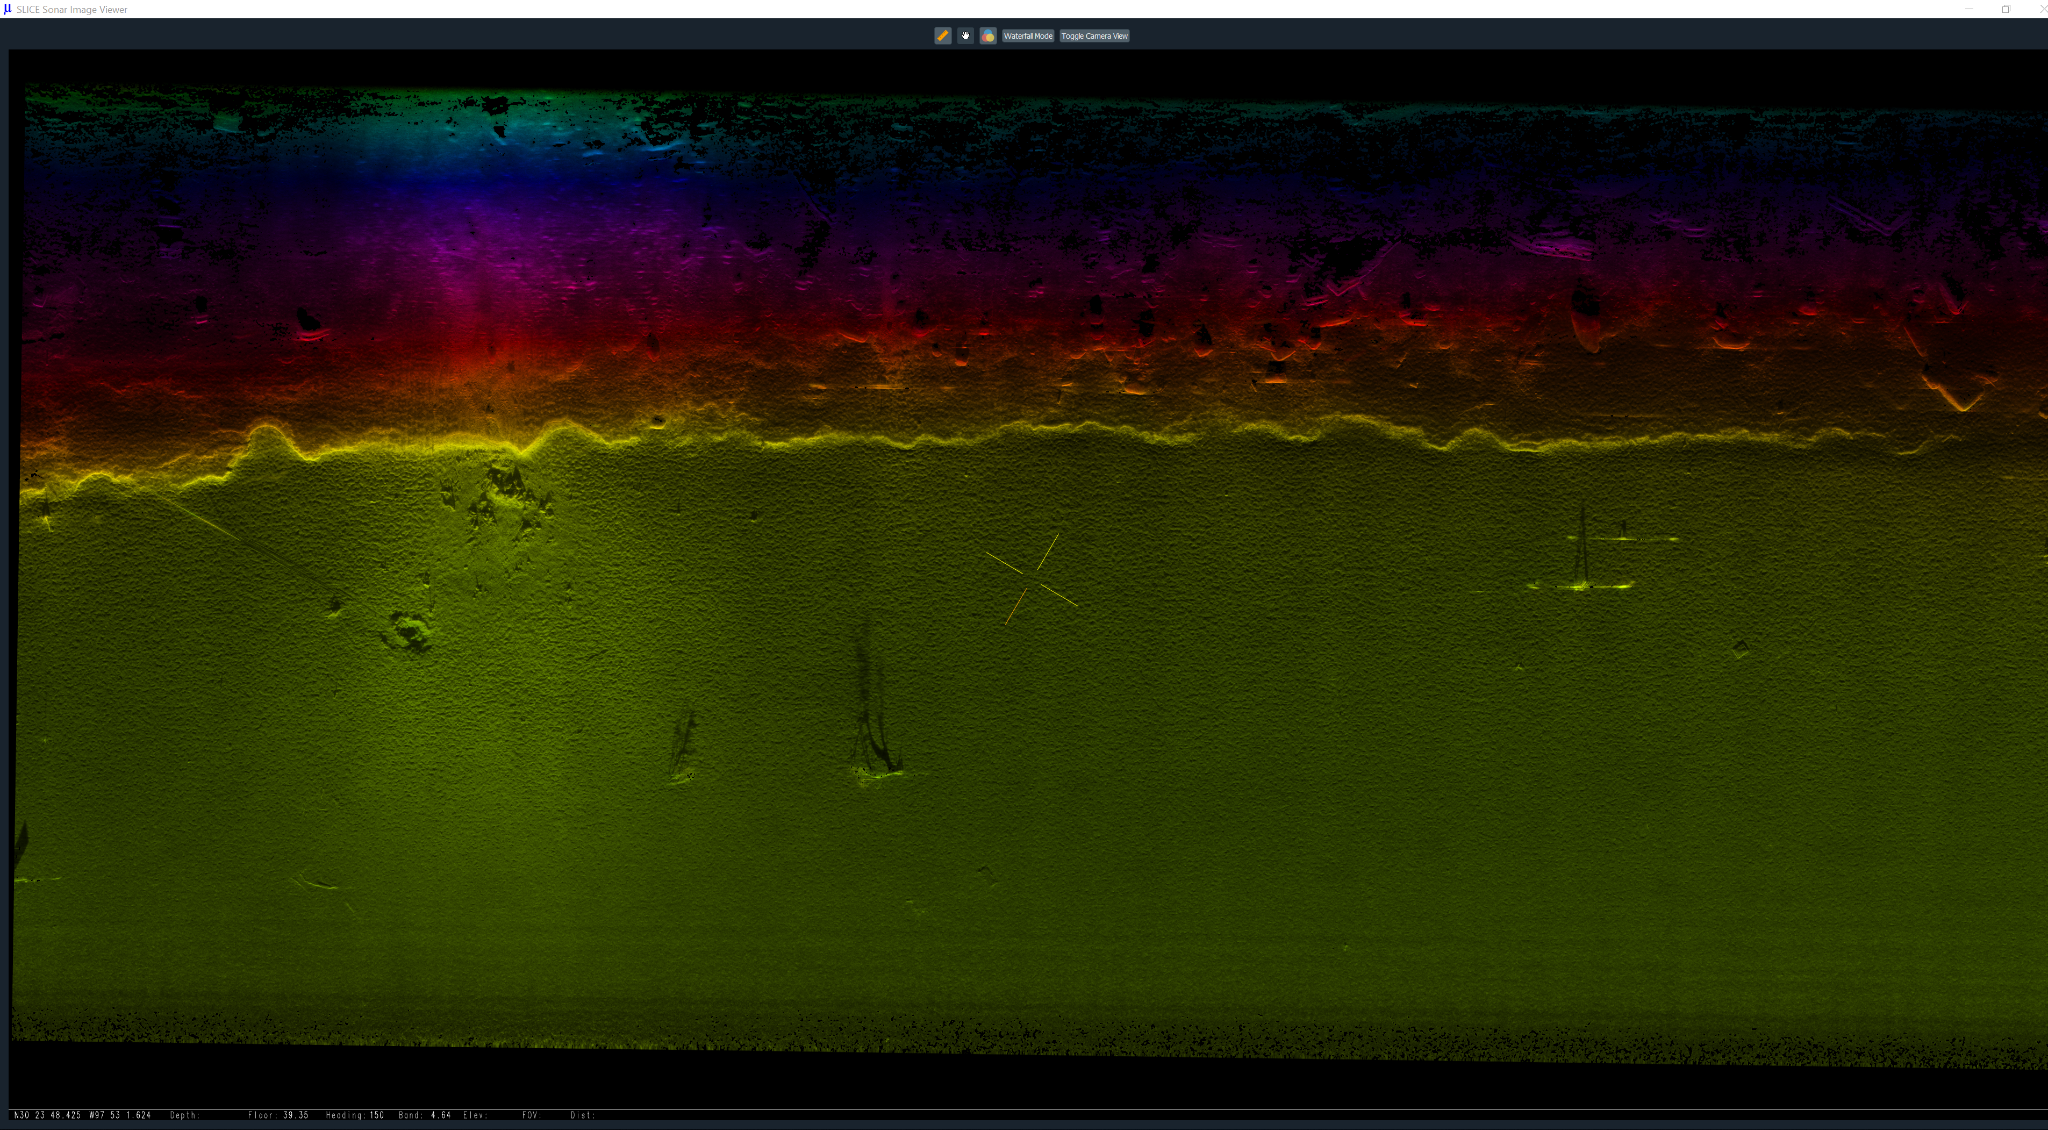 μ SLICE Sonar Image Viewer
Waterfall Mode Toggle Camera View
N30 23 48.425 W97 53 1.624 Depth: Floor: 39.35 Heading:150 Band: 4.64 Elev: FOV: Dist: